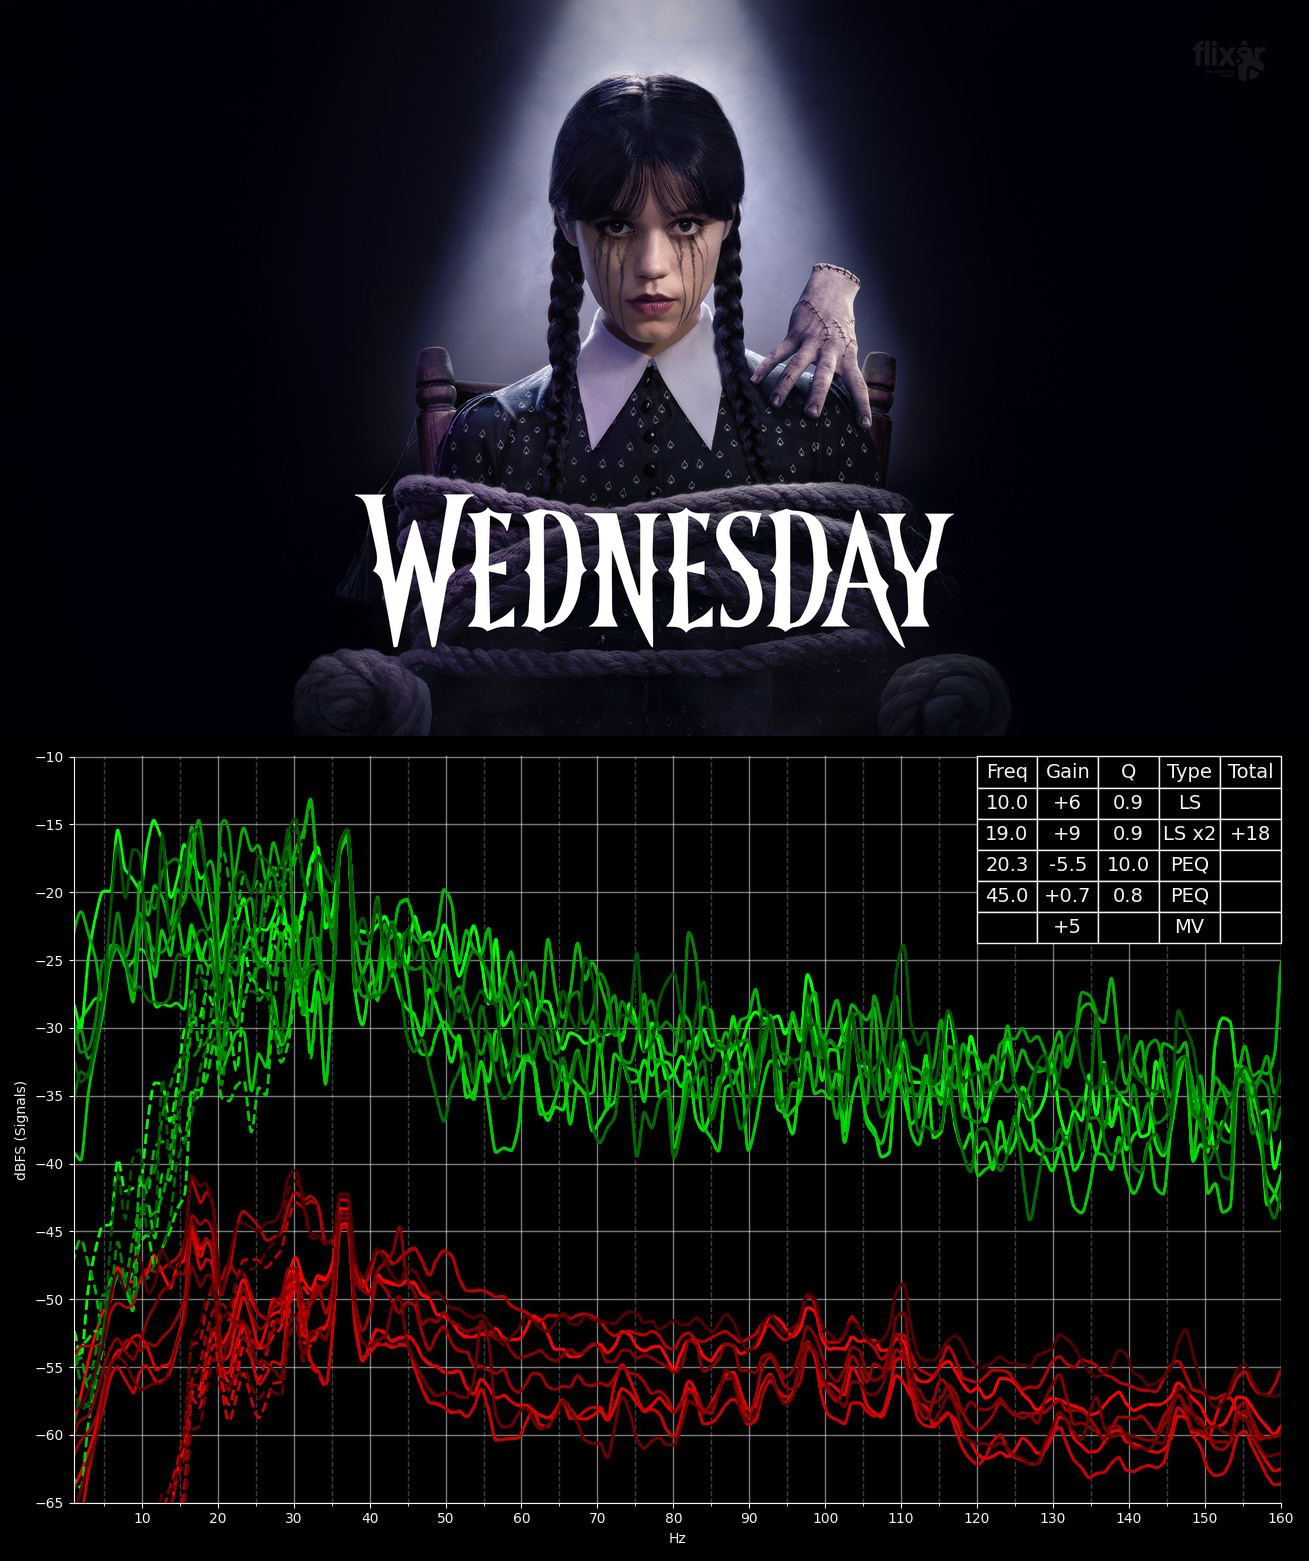 flixer
WEDNESDAY
Freq Gain Q Type Total
10.0 +6 0.9 LS
19.0 +9 0.9 LS x2 +18
20.3 -5.5 10.0 PEQ
45.0 +0.7 0.8 PEQ
+5 MV
−10
−15
−20
−25
−30
−35
−40
−45
−50
−55
−60
−65
dBFS (Signals)
10 20 30 40 50 60 70 80 90 100 110 120 130 140 150 160
Hz